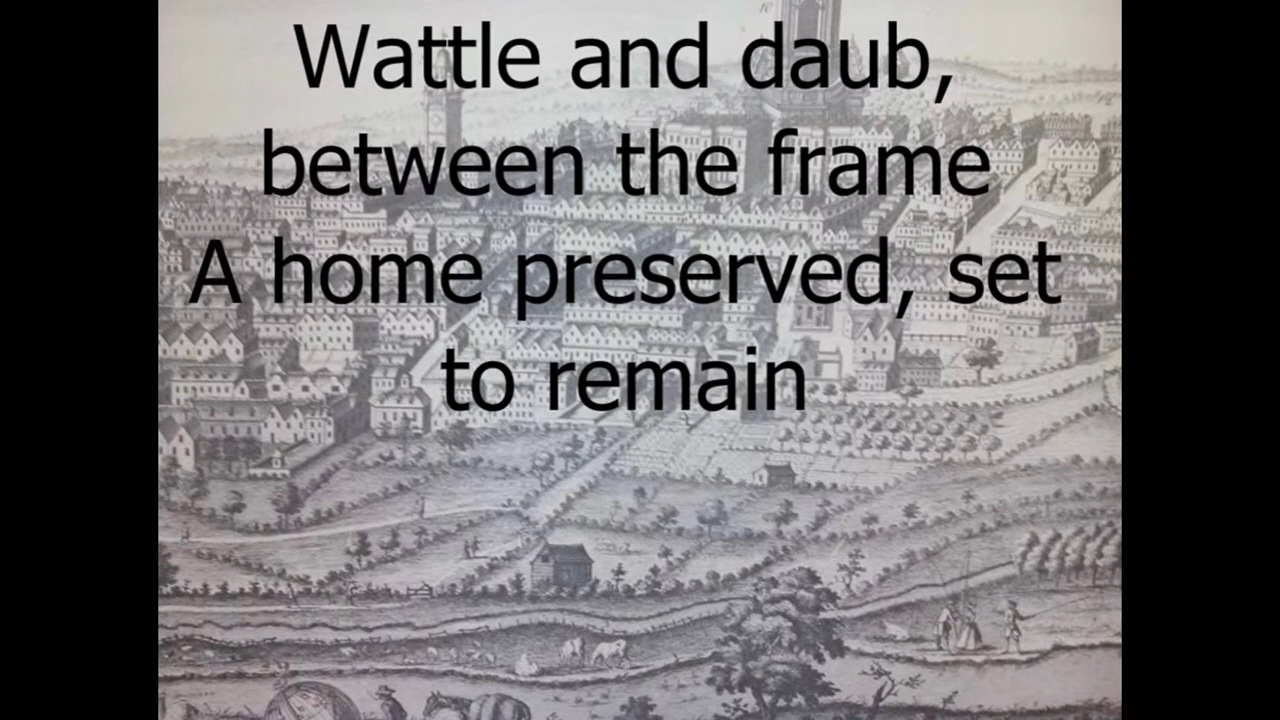 Wattle and daub,
between the frame
A home preserved, set
to remain